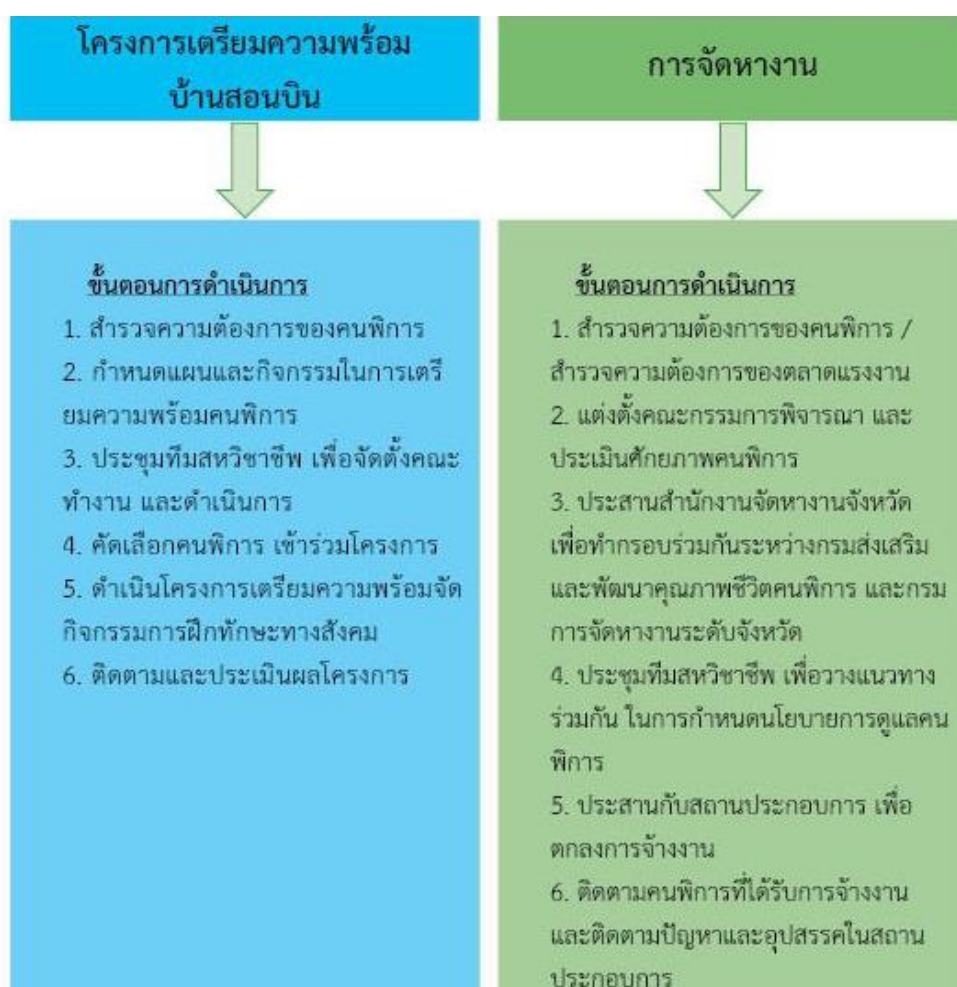 โครงการเตรียมความพร้อม
บ้านสอนบิน
ขั้นตอนการดำเนินการ
1. สำรวจความต้องการของคนพิการ
2. กำหนดแผนและกิจกรรมในการเตรี
ยมความพร้อมคนพิการ
3. ประชุมทีมสหวิชาชีพ เพื่อจัดตั้งคณะ
ทำงาน และดำเนินการ
4. คัดเลือกคนพิการ เข้าร่วมโครงการ
5. ดำเนินโครงการเตรียมความพร้อมจัด
กิจกรรมการฝึกทักษะทางสังคม
6. ติดตามและประเมินผลโครงการ
การจัดหางาน
ขั้นตอนการดำเนินการ
1. สำรวจความต้องการของคนพิการ /
สำรวจความต้องการของตลาดแรงงาน
2. แต่งตั้งคณะกรรมการพิจารณา และ
ประเมินศักยภาพคนพิการ
3. ประสานสำนักงานจัดหางานจังหวัด
เพื่อทำกรอบร่วมกันระหว่างกรมส่งเสริม
และพัฒนาคุณภาพชีวิตคนพิการ และกรม
การจัดหางานระดับจังหวัด
4. ประชุมทีมสหวิชาชีพ เพื่อวางแนวทาง
ร่วมกัน ในการกำหนดนโยบายการดูแลคน
พิการ
5. ประสานกับสถานประกอบการ เพื่อ
ตกลงการจ้างงาน
6. ติดตามคนพิการที่ได้รับการจ้างงาน
และติดตามปัญหาและอุปสรรคในสถาน
ประกอบการ